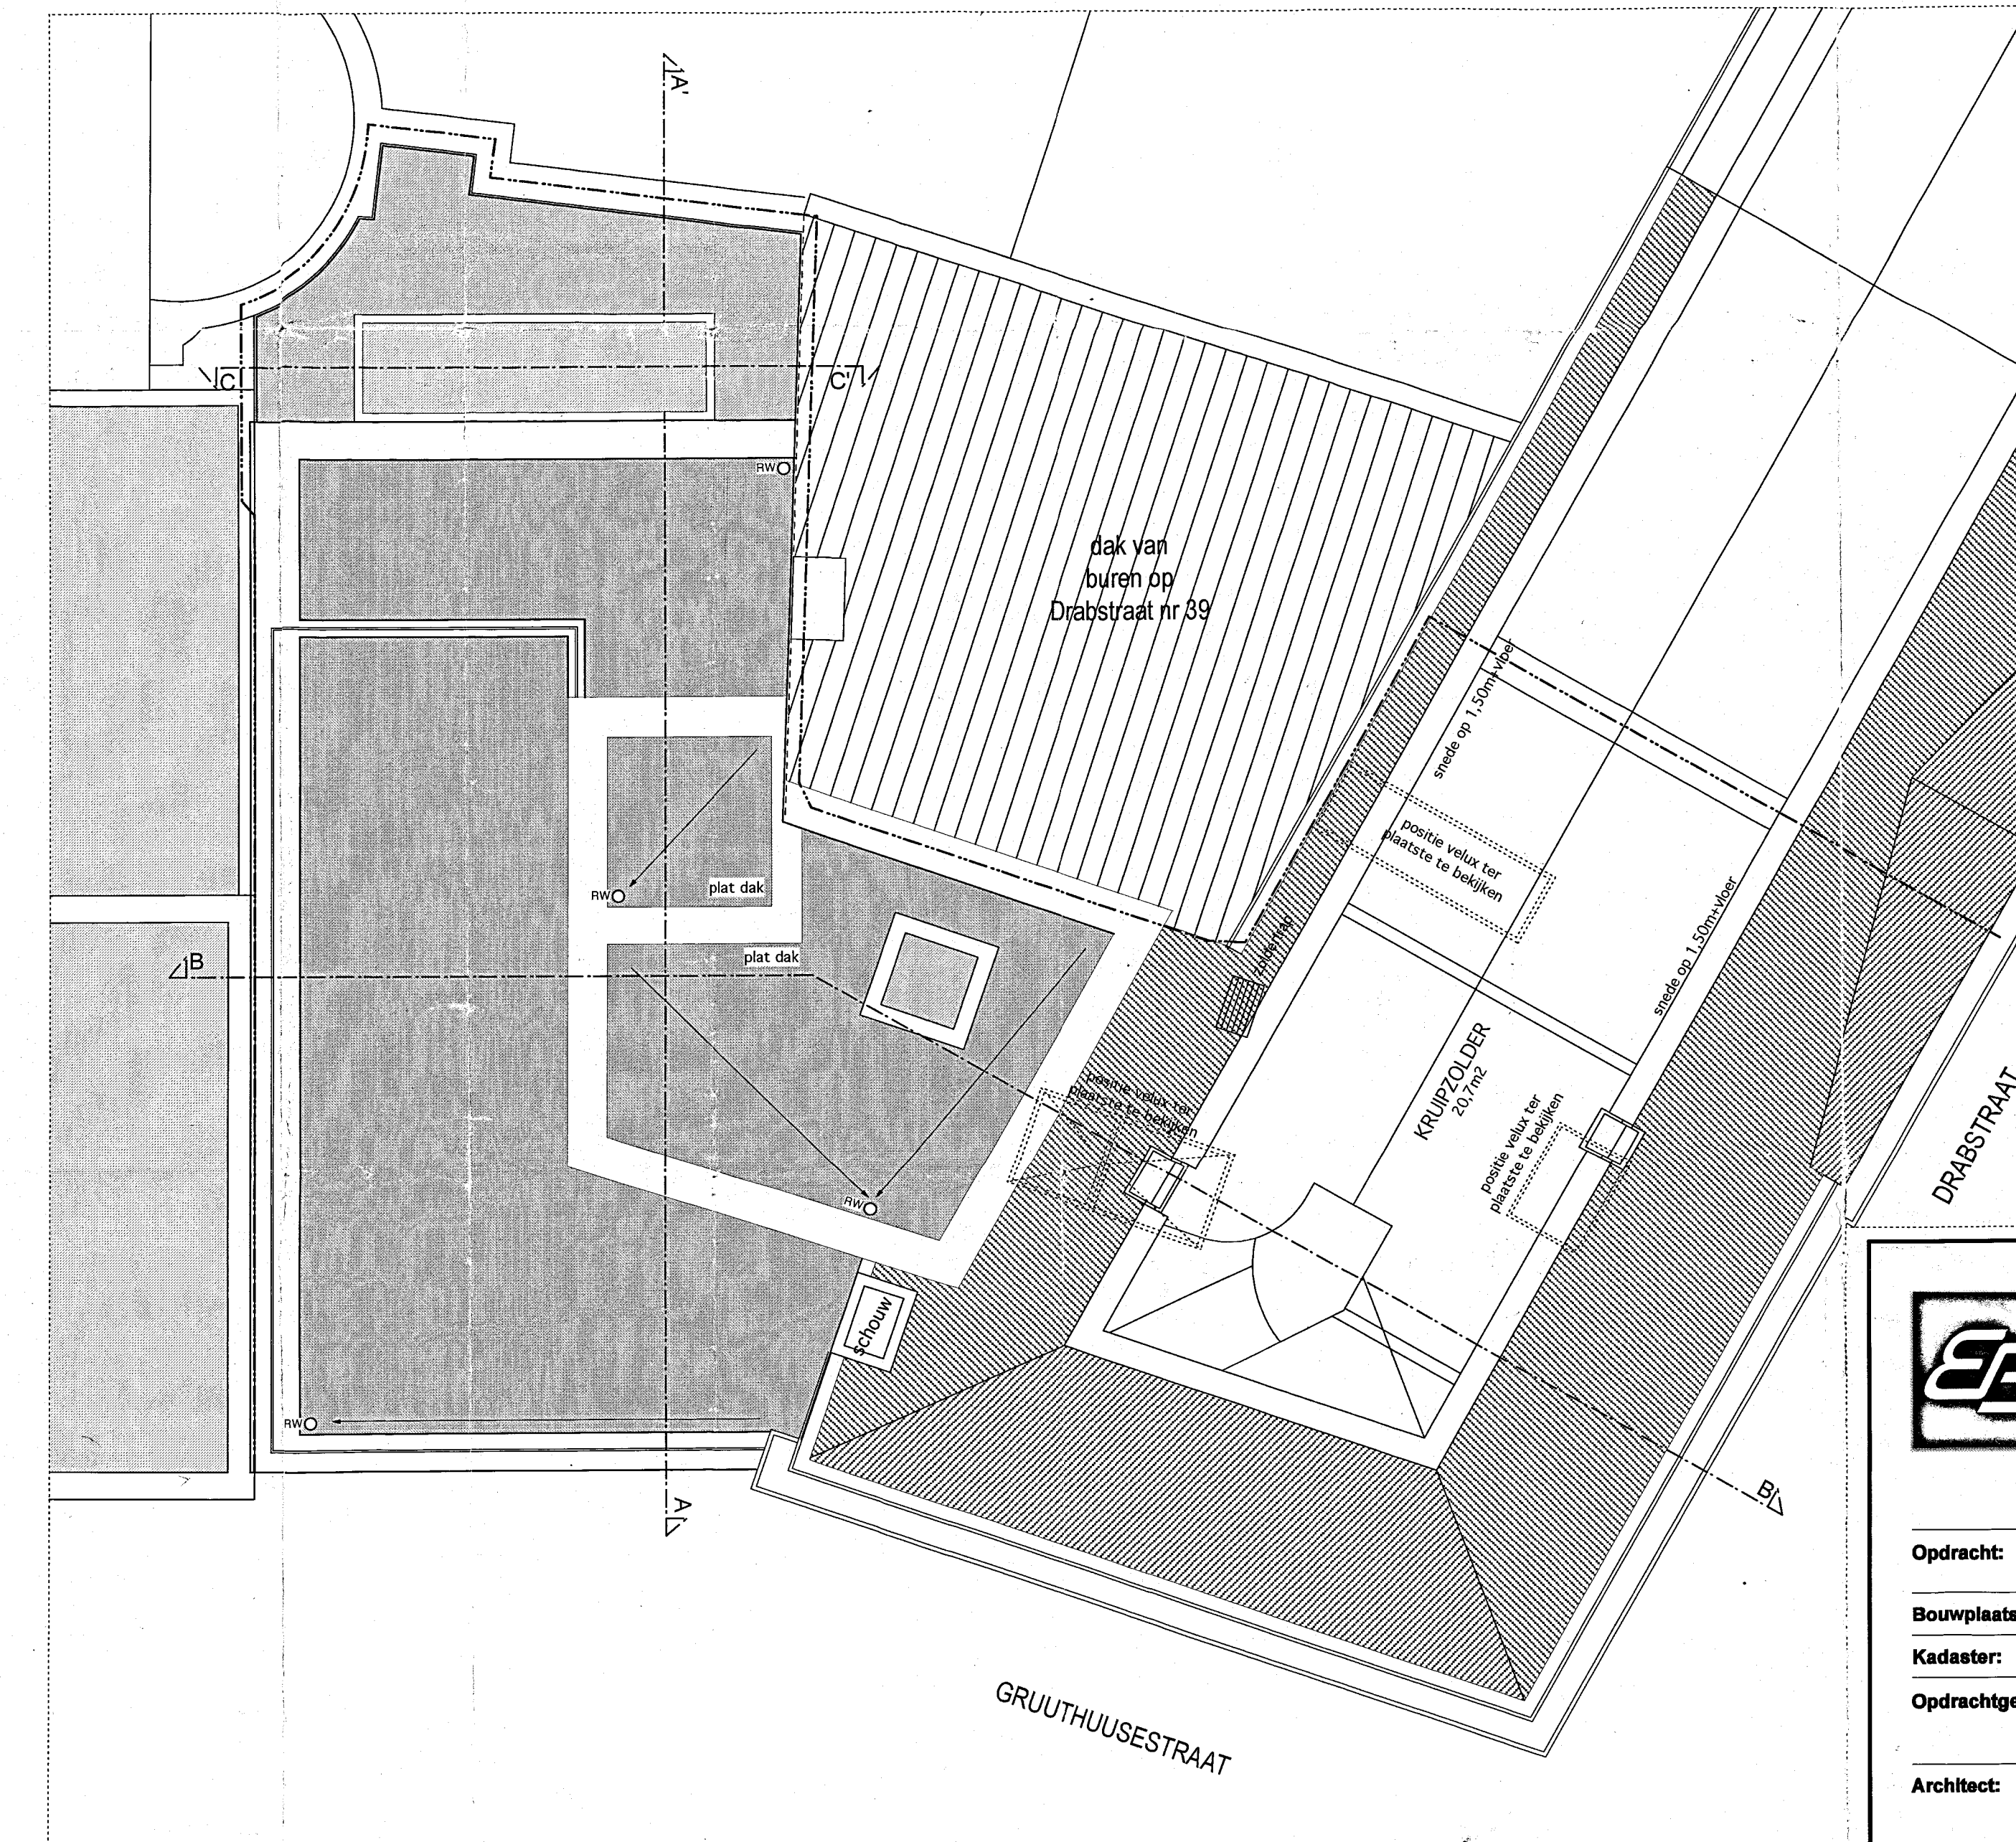 A'
C
C'
RW
dak van
buren op
Drabstraat nr 39
snede op 1,50m+vloer
positie velux ter
plaatste te bekijken
RW
plat dak
snede op 1,50m+vloer
B
plat dak
zoldertrap
KRUIPZOLDER
20,7m2
positie velux ter
plaatste te bekijken
positie velux ter
plaatste te bekijken
DRABSTRAAT
RW
schouw
RW
A
B
Opdracht:
Bouwplaats
Kadaster:
Opdrachtge
Architect:
GRUUTHUUSESTRAAT